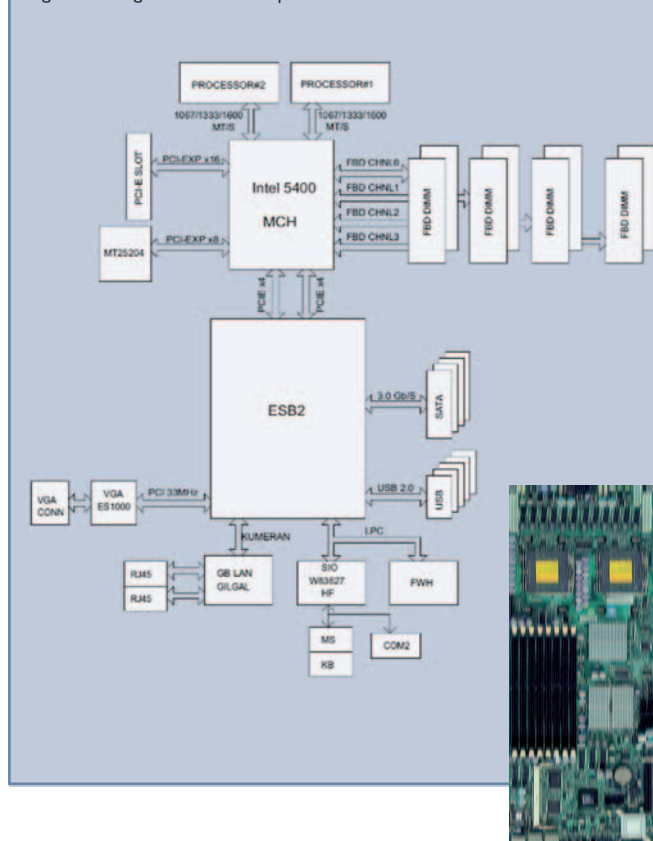 PROCESSOR#2
PROCESSOR#1
1067/1333/1600
MT/S
1067/1333/1600
MT/S
PCI-E SLOT
PCI-EXP x16
Intel 5400
MCH
FBD CHNL0
FBD CHNL1
FBD CHNL2
FBD CHNL3
FBD DIMM
FBD DIMM
FBD DIMM
FBD DIMM
MT25204
PCI-EXP x8
PCIE x4
PCIE x4
ESB2
3.0 Gb/S
SATA
USB 2.0
USB
VGA
CONN
VGA
ES1000
PCI 33MHz
KUMERAN
LPC
RJ45
RJ45
GB LAN
GILGAL
SIO
W83627
HF
FWH
MS
KB
COM2